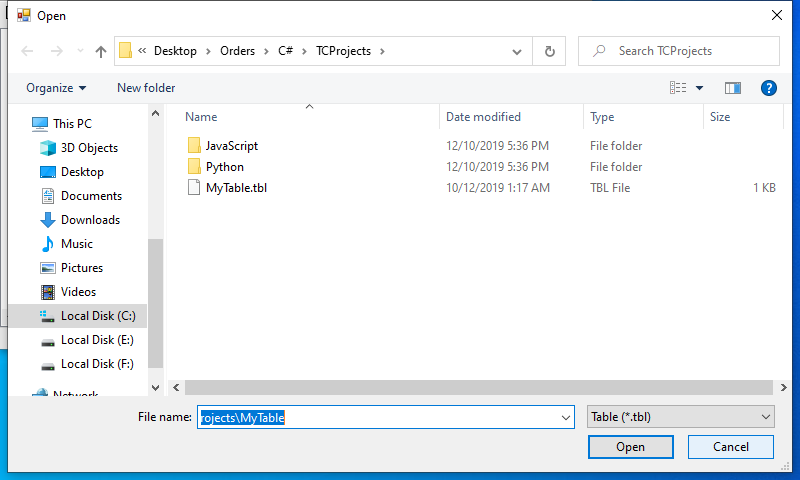 Open
« Desktop > Orders > C# > TCProjects >
Search TCProjects
Organize
New folder
?
Name
Date modified
Type
Size
This PC
3D Objects
Desktop
Documents
Downloads
Music
Pictures
Videos
Local Disk (C:)
Local Disk (E:)
Local Disk (F:)
Network
JavaScript 12/10/2019 5:36 PM File folder
Python 12/10/2019 5:36 PM File folder
MyTable.tbl 10/12/2019 1:17 AM TBL File 1 KB
File name: rojects\MyTable
Table (*.tbl)
Open
Cancel